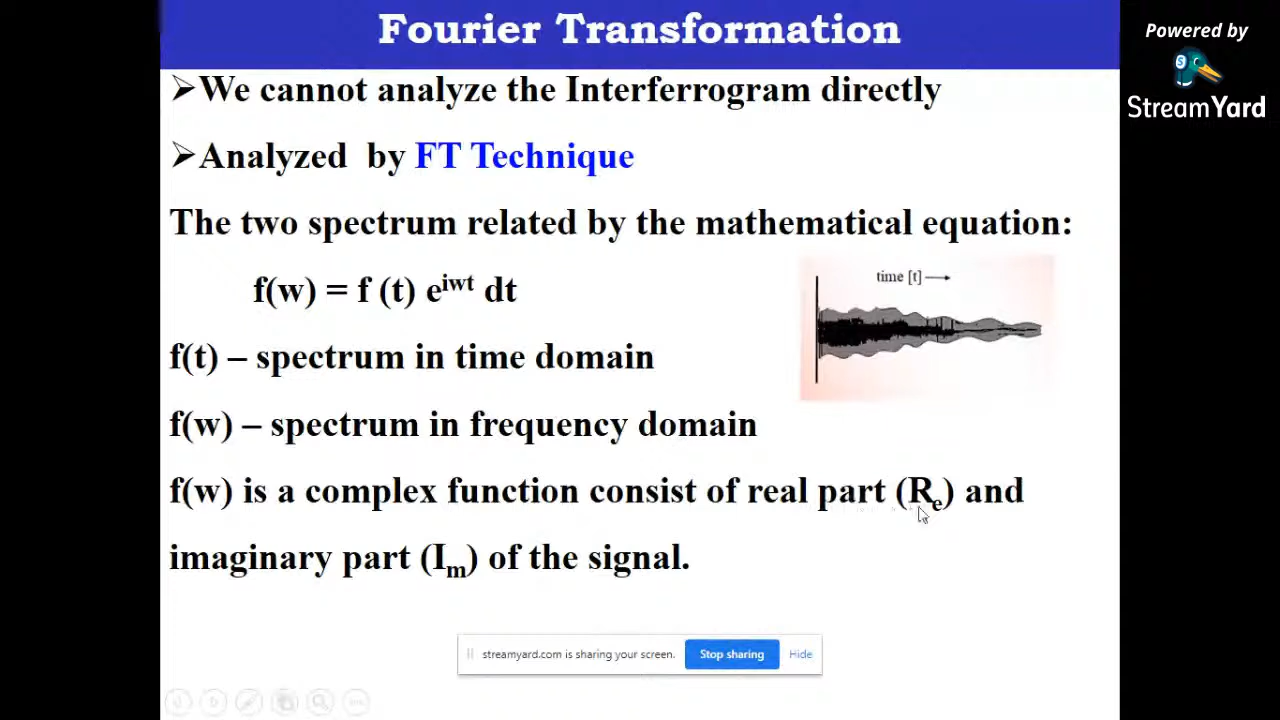 Fourier Transformation
Powered by
StreamYard
➢We cannot analyze the Interferrogram directly
➢Analyzed by FT Technique
The two spectrum related by the mathematical equation:
f(w) = f (t) e^iwt dt
time [t]
f(t) – spectrum in time domain
f(w) – spectrum in frequency domain
f(w) is a complex function consist of real part (Re) and
imaginary part (Im) of the signal.
streamyard.com is sharing your screen. Stop sharing Hide